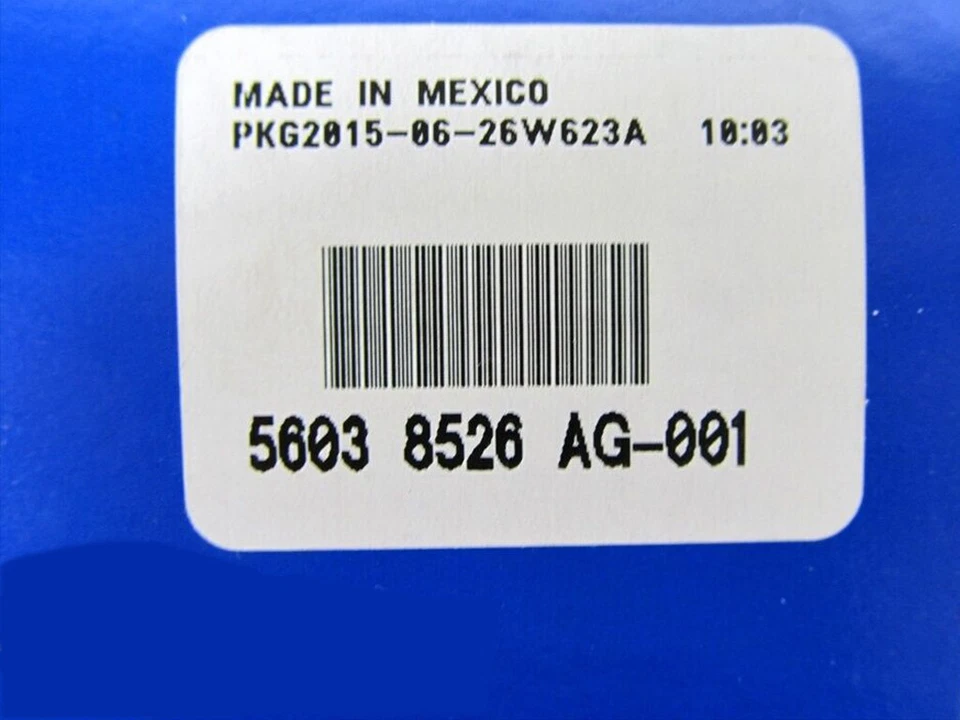 MADE IN MEXICO
PKG2015-06-26W623A 10:03
5603 8526 AG-001